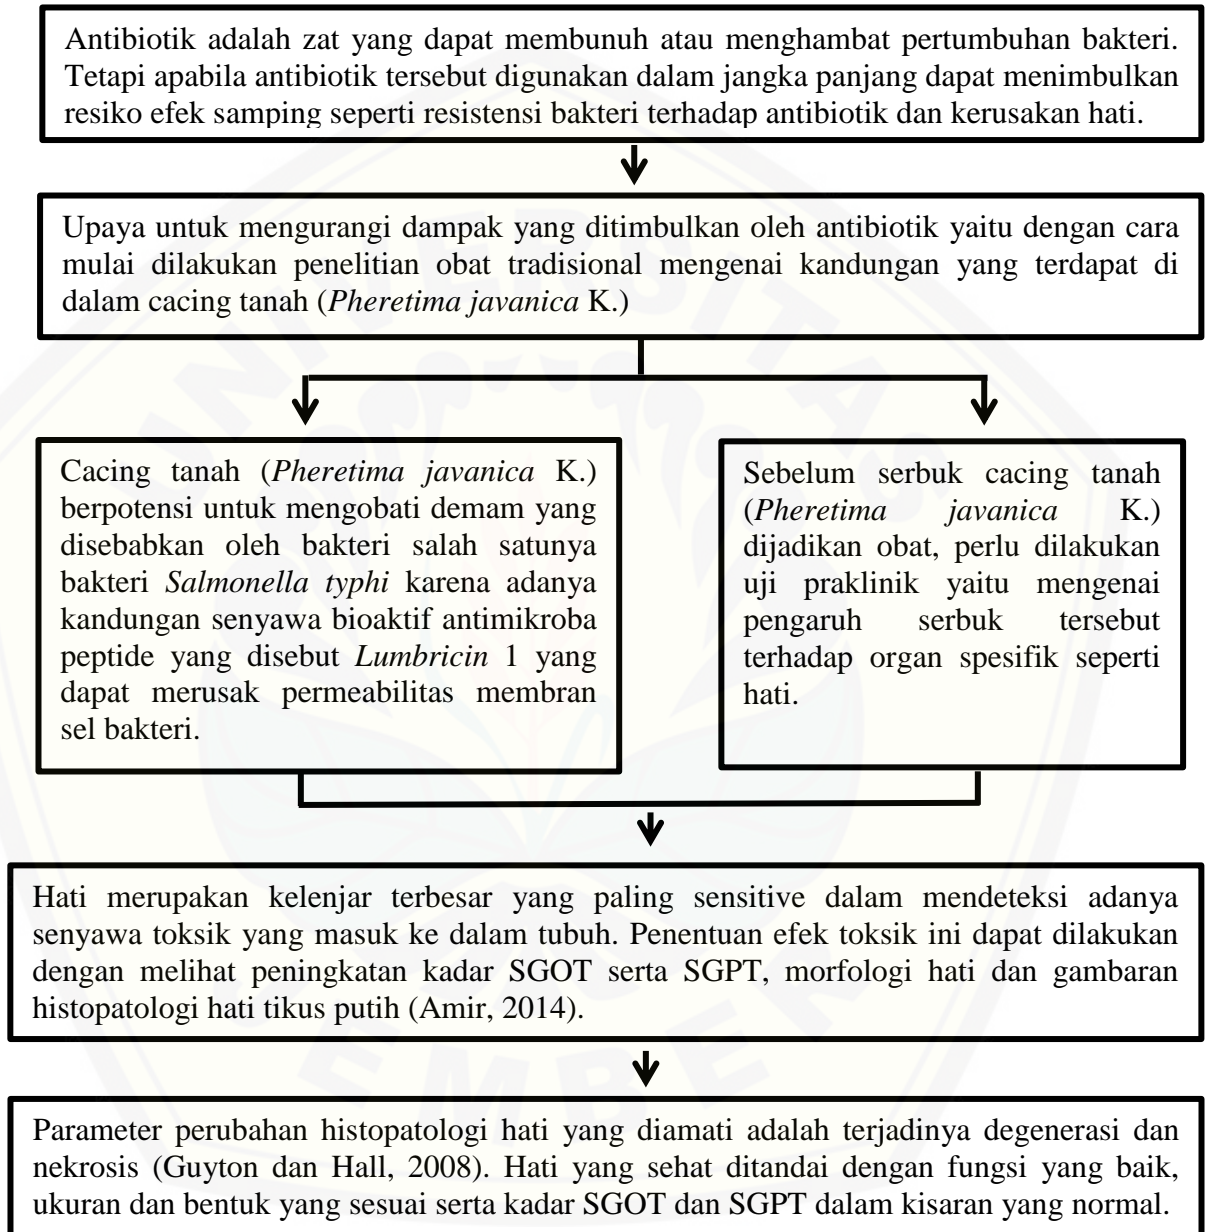 Antibiotik adalah zat yang dapat membunuh atau menghambat pertumbuhan bakteri.
Tetapi apabila antibiotik tersebut digunakan dalam jangka panjang dapat menimbulkan
resiko efek samping seperti resistensi bakteri terhadap antibiotik dan kerusakan hati.
Upaya untuk mengurangi dampak yang ditimbulkan oleh antibiotik yaitu dengan cara
mulai dilakukan penelitian obat tradisional mengenai kandungan yang terdapat di
dalam cacing tanah (Pheretima javanica K.)
Cacing tanah (Pheretima javanica K.)
berpotensi untuk mengobati demam yang
disebabkan oleh bakteri salah satunya
bakteri Salmonella typhi karena adanya
kandungan senyawa bioaktif antimikroba
peptide yang disebut Lumbricin 1 yang
dapat merusak permeabilitas membran
sel bakteri.
Sebelum serbuk cacing tanah
(Pheretima javanica K.)
dijadikan obat, perlu dilakukan
uji praklinik yaitu mengenai
pengaruh serbuk tersebut
terhadap organ spesifik seperti
hati.
Hati merupakan kelenjar terbesar yang paling sensitive dalam mendeteksi adanya
senyawa toksik yang masuk ke dalam tubuh. Penentuan efek toksik ini dapat dilakukan
dengan melihat peningkatan kadar SGOT serta SGPT, morfologi hati dan gambaran
histopatologi hati tikus putih (Amir, 2014).
Parameter perubahan histopatologi hati yang diamati adalah terjadinya degenerasi dan
nekrosis (Guyton dan Hall, 2008). Hati yang sehat ditandai dengan fungsi yang baik,
ukuran dan bentuk yang sesuai serta kadar SGOT dan SGPT dalam kisaran yang normal.
UNIVERSITAS
JEMBER